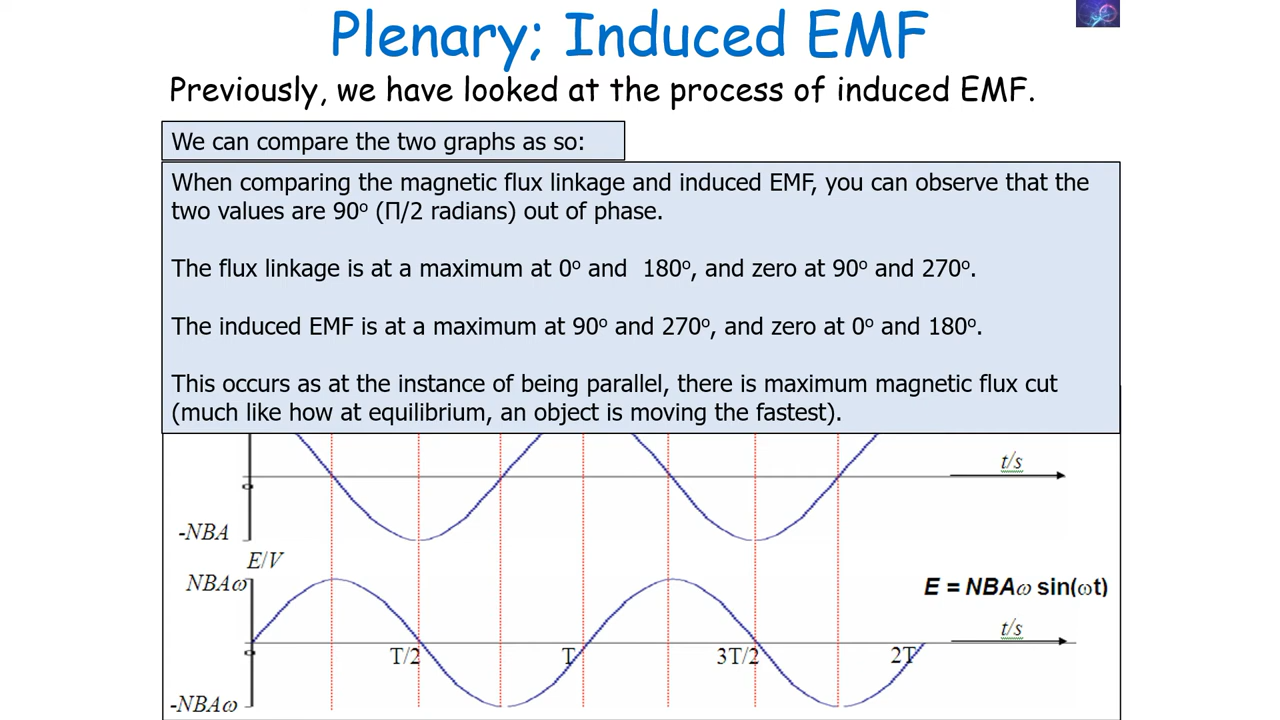 Plenary; Induced EMF
Previously, we have looked at the process of induced EMF.
We can compare the two graphs as so:
When comparing the magnetic flux linkage and induced EMF, you can observe that the
two values are 90º (Π/2 radians) out of phase.
The flux linkage is at a maximum at 0º and  180º, and zero at 90º and 270º.
The induced EMF is at a maximum at 90º and 270º, and zero at 0º and 180º.
This occurs as at the instance of being parallel, there is maximum magnetic flux cut
(much like how at equilibrium, an object is moving the fastest).
t/s
0
-NBA
E/V
NBAω
E = NBAω sin(ωt)
t/s
0
T/2
T
3T/2
2T
-NBAω